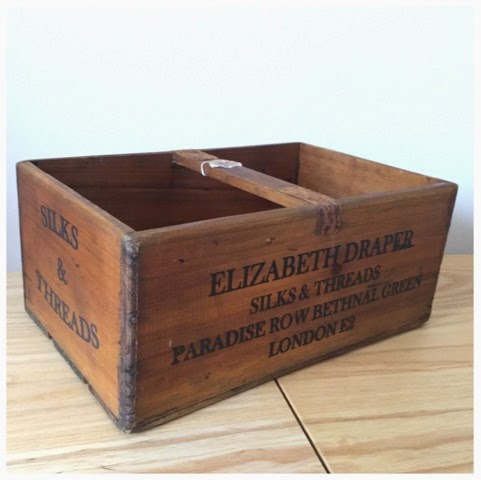 SILKS
&
THREADS
ELIZABETH DRAPER
SILKS & THREADS
PARADISE ROW BETHNAL GREEN
LONDON E2